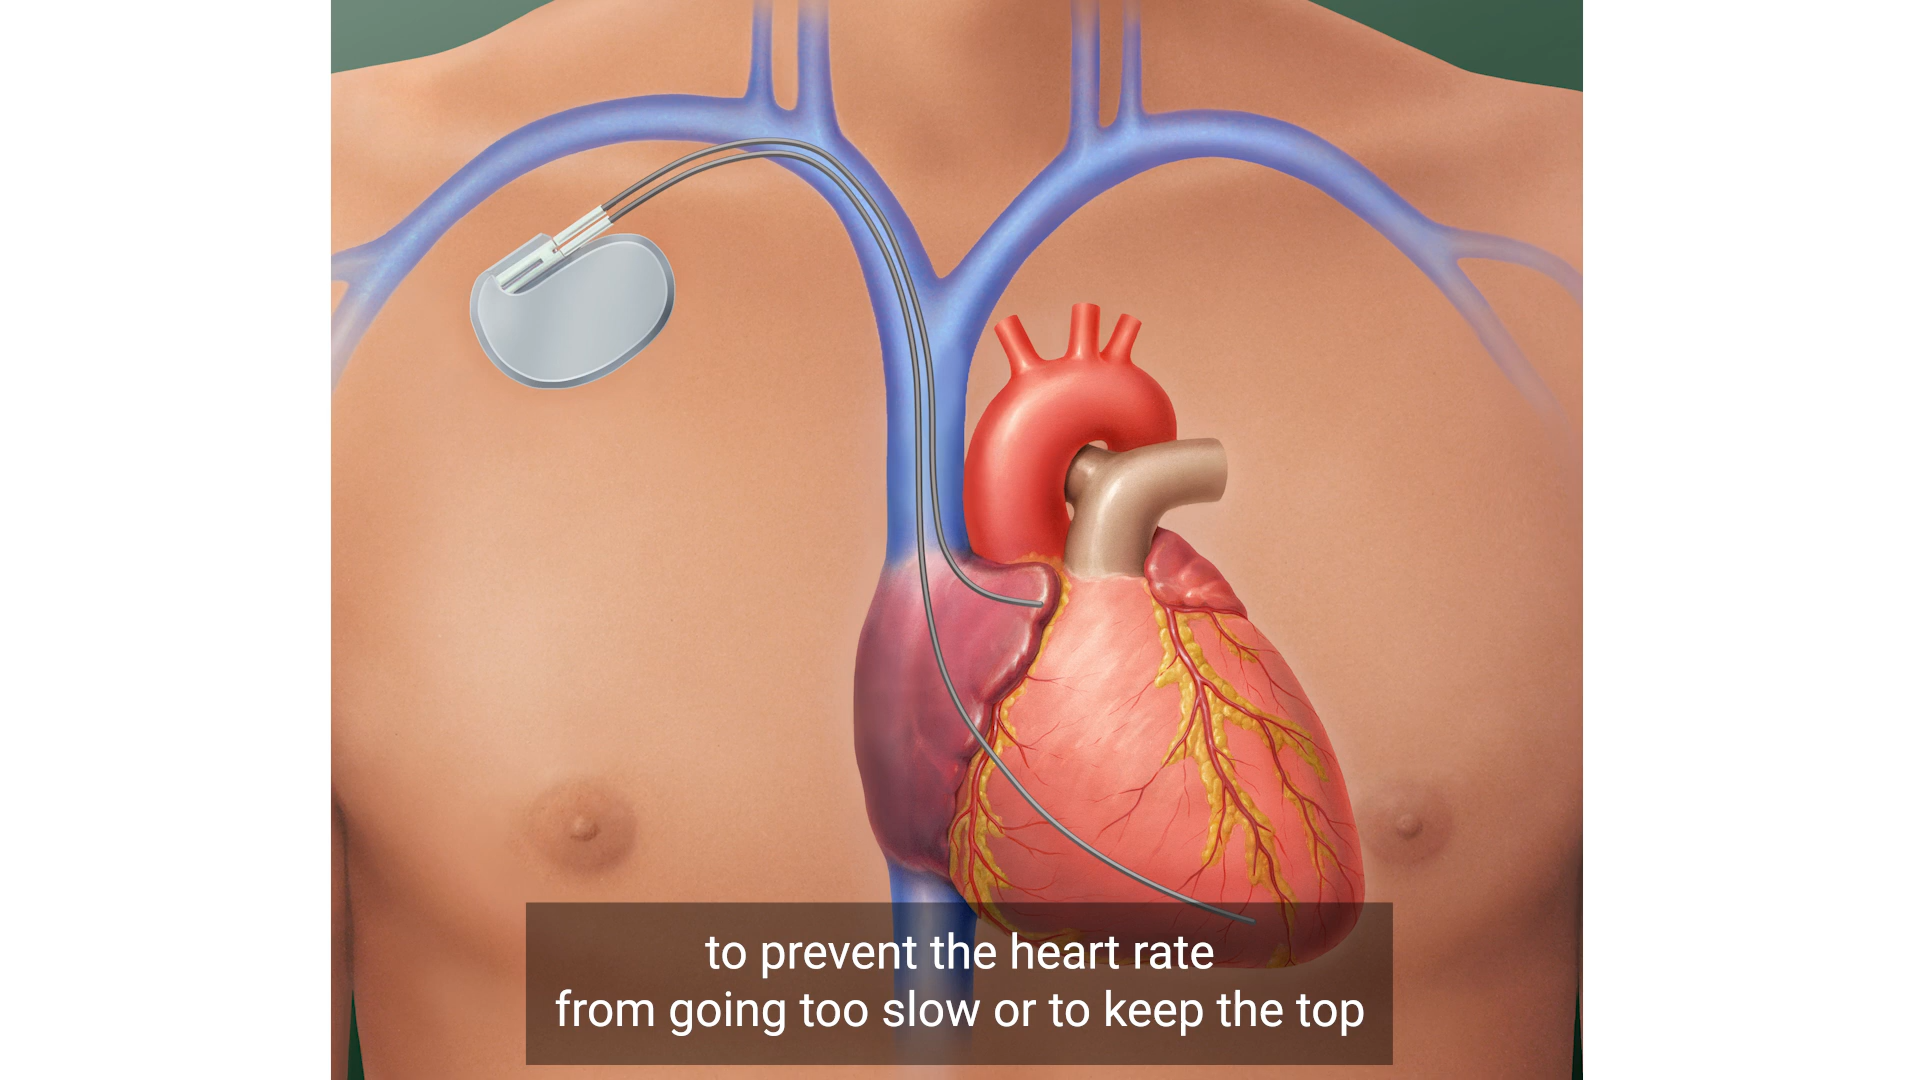 to prevent the heart rate
from going too slow or to keep the top